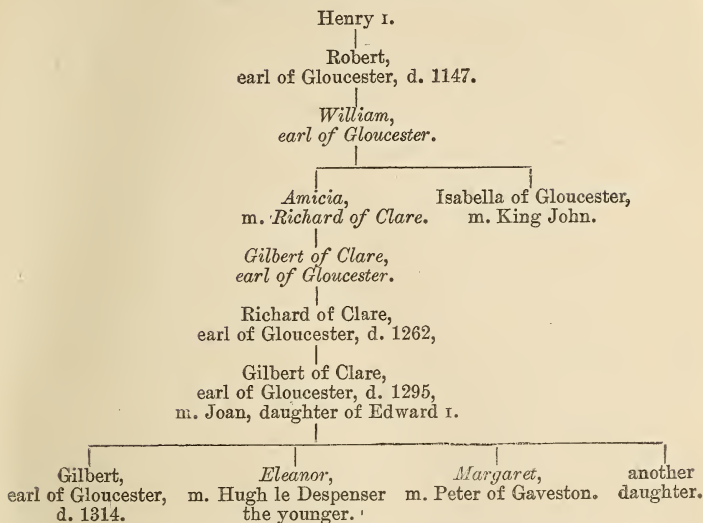 Henry I.
Robert,
earl of Gloucester, d. 1147.
William,
earl of Gloucester.
Amicia,
m. Richard of Clare.
Isabella of Gloucester,
m. King John.
Gilbert of Clare,
earl of Gloucester.
Richard of Clare,
earl of Gloucester, d. 1262,
Gilbert of Clare,
earl of Gloucester, d. 1295,
m. Joan, daughter of Edward I.
Gilbert,
earl of Gloucester,
d. 1314.
Eleanor,
m. Hugh le Despenser
the younger.
Margaret,
m. Peter of Gaveston.
another
daughter.